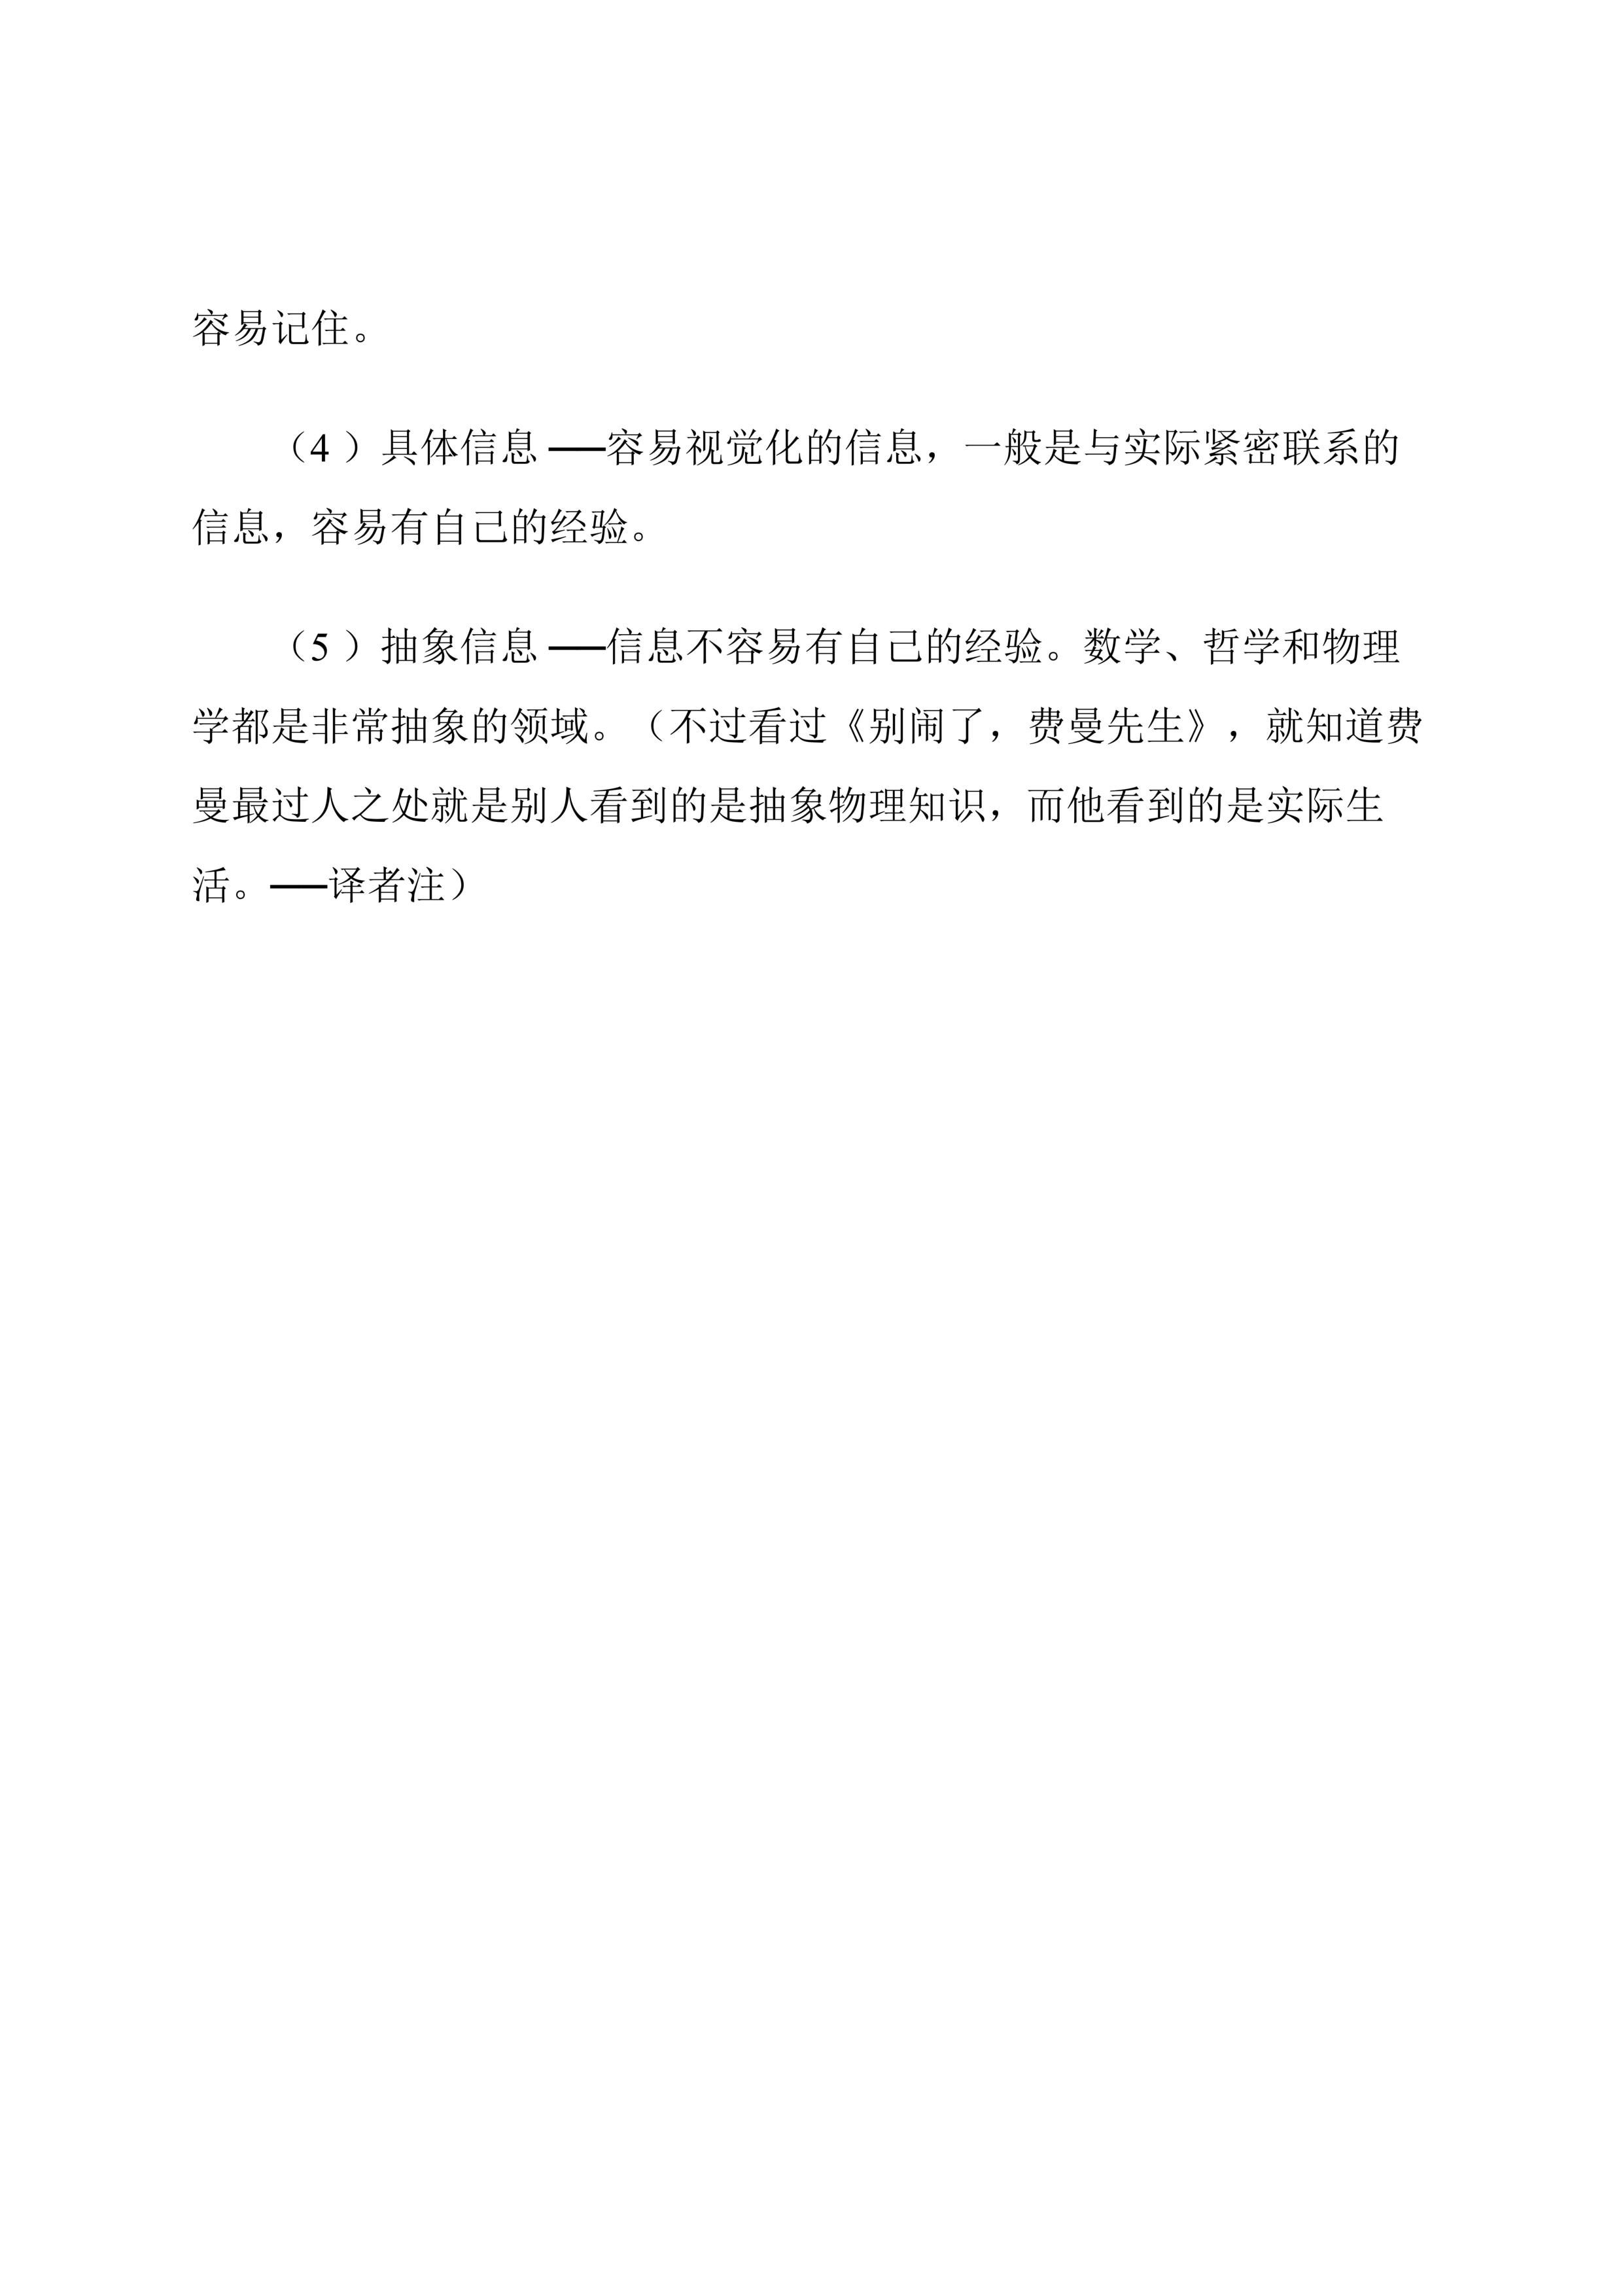 容易记住。
（4 ）具体信息 ——容易视觉化的信息，一般是与实际紧密联系的
信息，容易有自己的经验。
（5 ）抽象信息 ——信息不容易有自己的经验。数学、哲学和物理
学都是非常抽象的领域。（不过看过《别闹了，费曼先生》，就知道费
曼最过人之处就是别人看到的是抽象物理知识，而他看到的是实际生
活。——译者注）